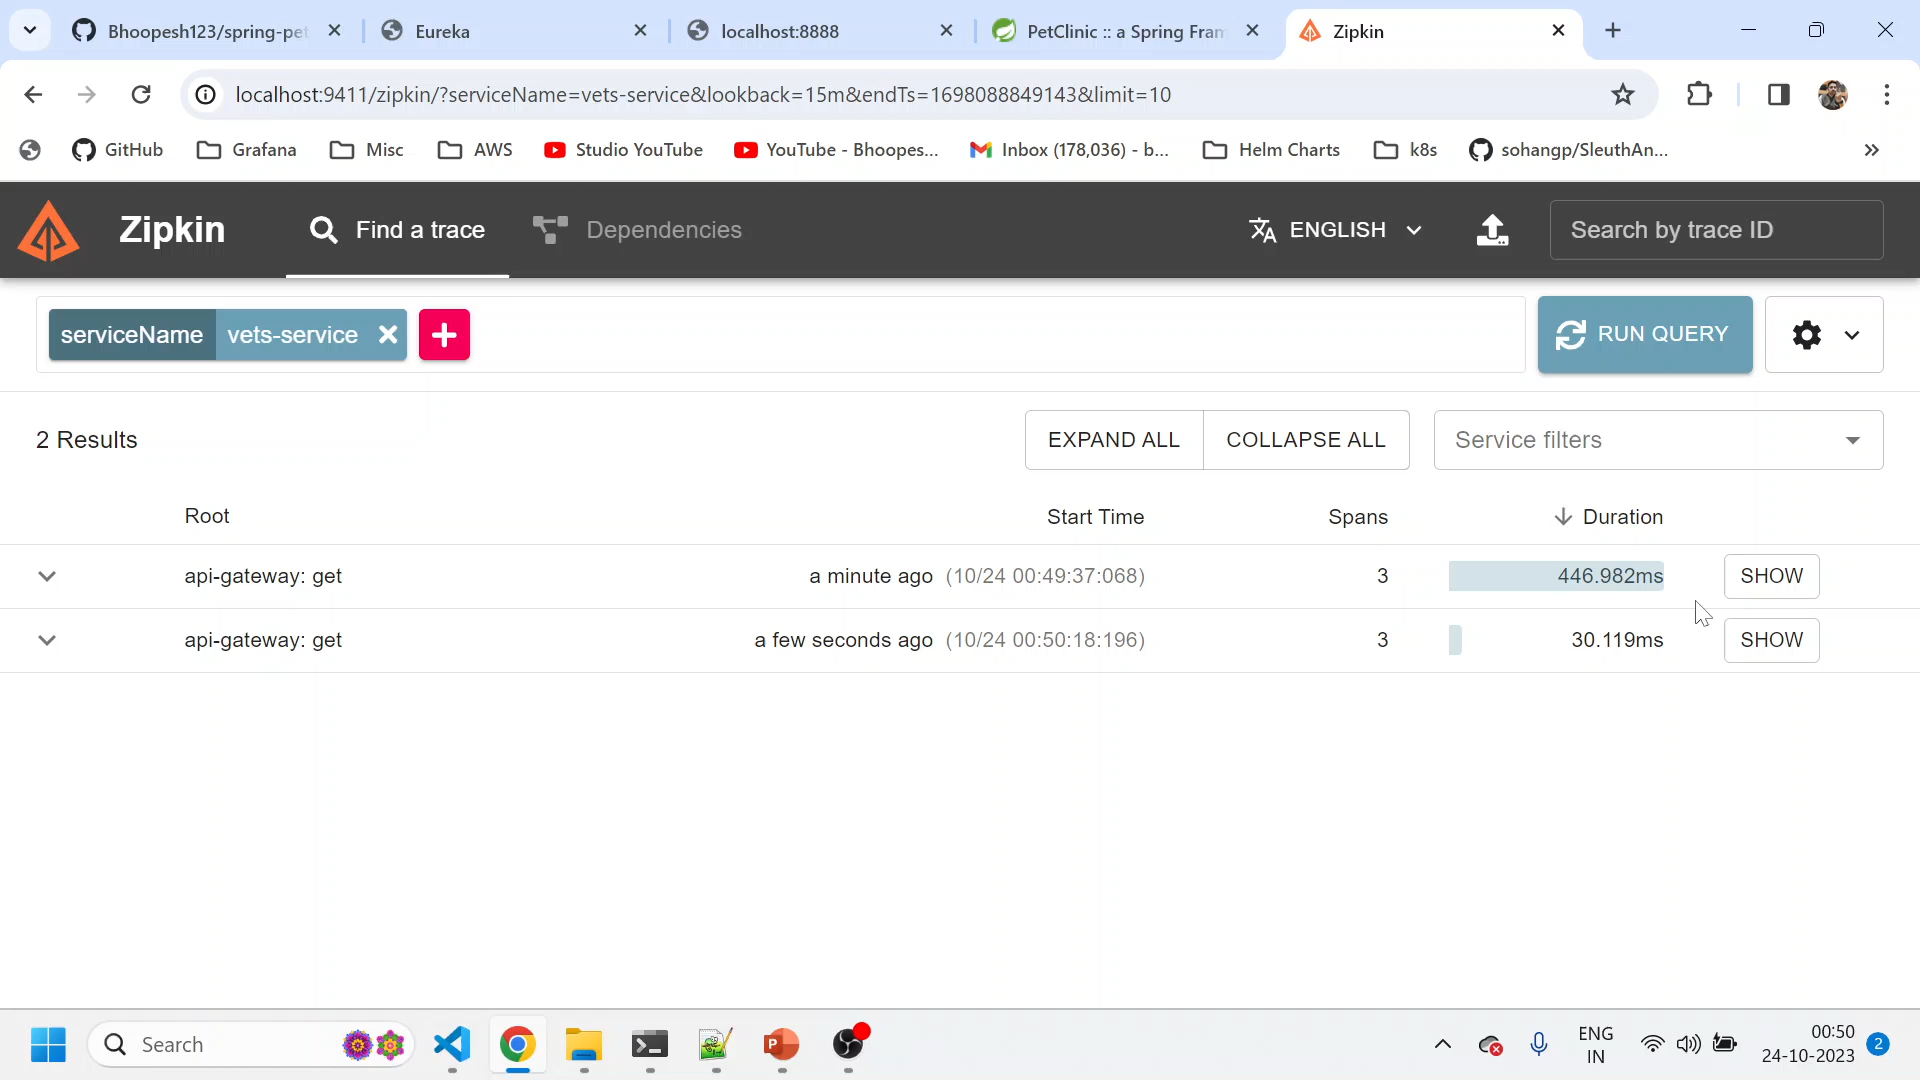 Bhoopesh123/spring-pet
Eureka
localhost:8888
PetClinic :: a Spring Fram
Zipkin
localhost:9411/zipkin/?serviceName=vets-service&lookback=15m&endTs=1698088849143&limit=10
GitHub
Grafana
Misc
AWS
Studio YouTube
YouTube - Bhoopes...
Inbox (178,036) - b...
Helm Charts
k8s
sohangp/SleuthAn...
Zipkin
Find a trace
Dependencies
ENGLISH
Search by trace ID
serviceName vets-service
RUN QUERY
2 Results
EXPAND ALL
COLLAPSE ALL
Service filters
Root Start Time Spans Duration
api-gateway: get a minute ago (10/24 00:49:37:068) 3 446.982ms SHOW
api-gateway: get a few seconds ago (10/24 00:50:18:196) 3 30.119ms SHOW
Search
ENG
IN
00:50
24-10-2023
2